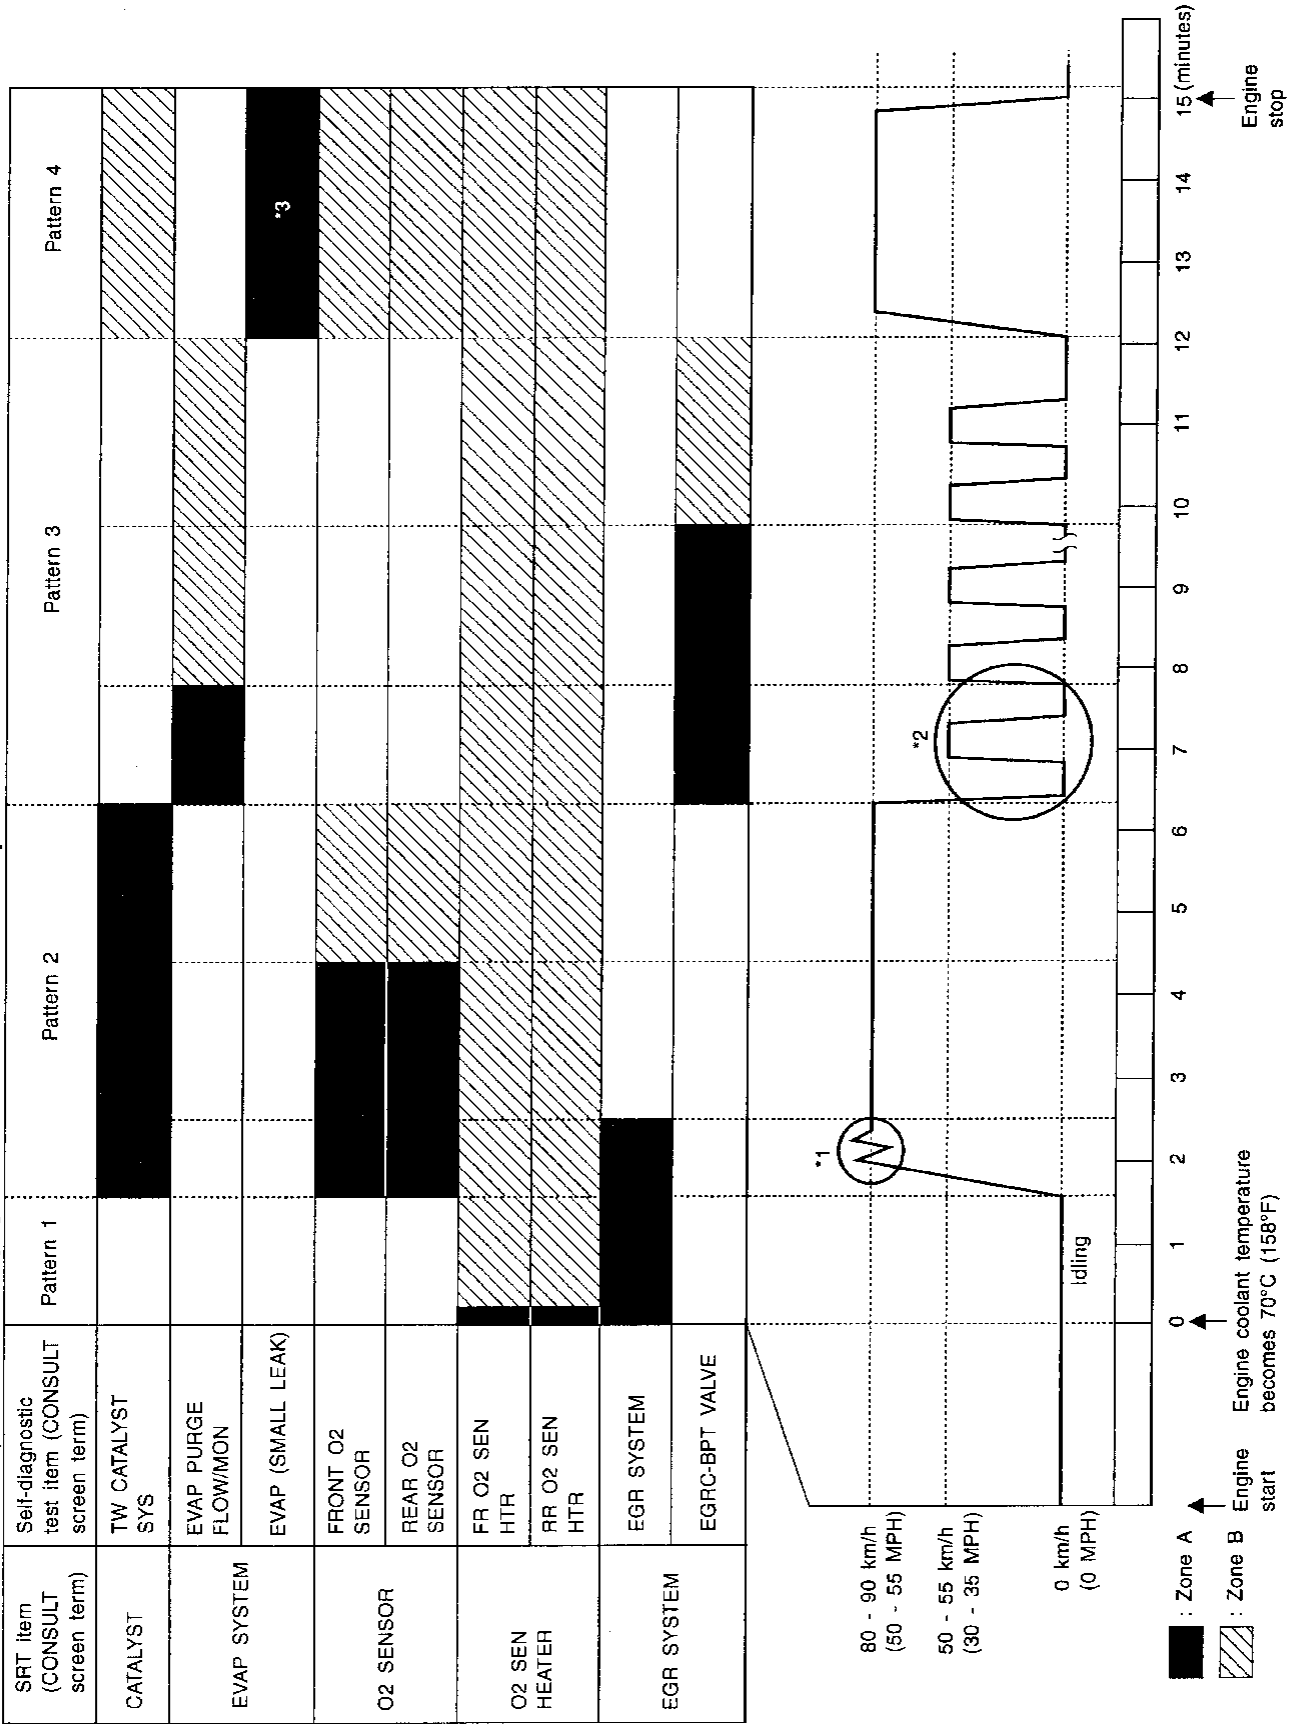 SRT item
(CONSULT
screen term)
Self-diagnostic
test item (CONSULT
screen term)
Pattern 1
Pattern 2
Pattern 3
Pattern 4
CATALYST
TW CATALYST
SYS
EVAP SYSTEM
EVAP PURGE
FLOW/MON
EVAP (SMALL LEAK)
*3
O2 SENSOR
FRONT O2
SENSOR
REAR O2
SENSOR
O2 SEN
HEATER
FR O2 SEN
HTR
RR O2 SEN
HTR
EGR SYSTEM
EGR SYSTEM
EGRC-BPT VALVE
*1
*2
80 - 90 km/h
(50 - 55 MPH)
50 - 55 km/h
(30 - 35 MPH)
0 km/h
(0 MPH)
Idling
0 1 2 3 4 5 6 7 8 9 10 11 12 13 14 15 (minutes)
: Zone A
: Zone B
Engine
start
Engine coolant temperature
becomes 70°C (158°F)
Engine
stop